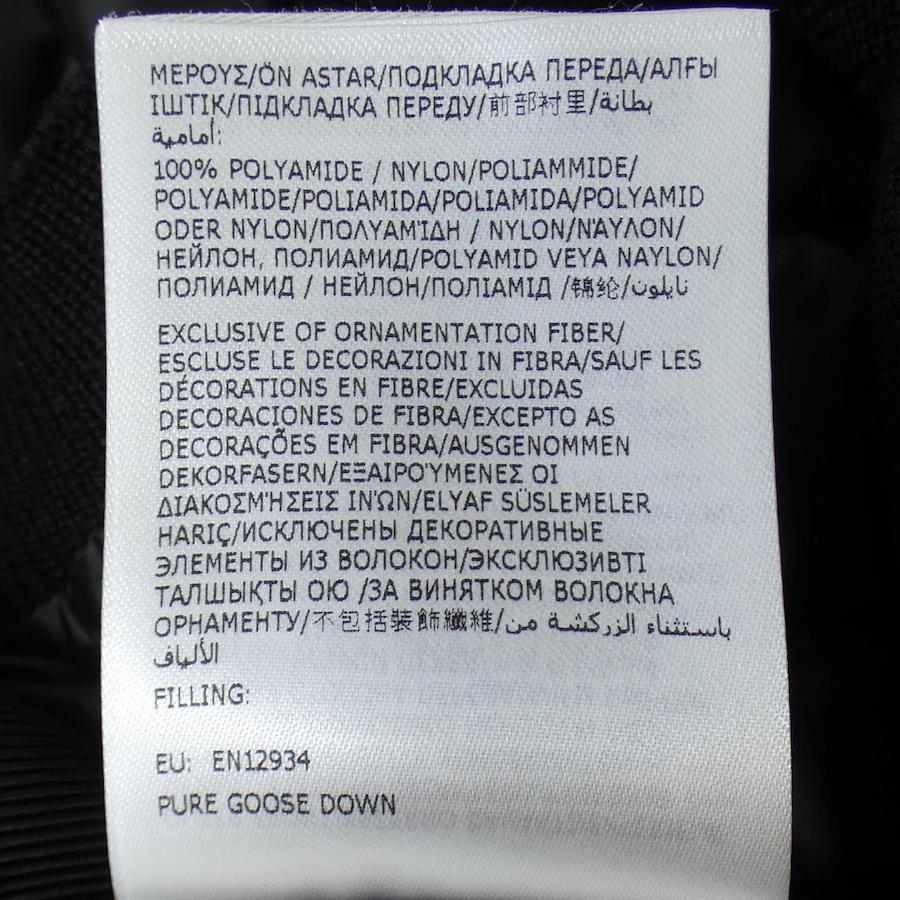 ΜΕΡΟΥΣ/ÖN ASTAR/ПОДКЛАДКА ПЕРЕДА/АЛҒЫ
ІШТІК/ПІДКЛАДКА ПЕРЕДУ/前部衬里/بطانة
أمامية:
100% POLYAMIDE / NYLON/POLIAMMIDE/
POLYAMIDE/POLIAMIDA/POLIAMIDA/POLYAMID
ODER NYLON/ΠΟΛΥΑΜΊΔΗ / NYLON/ΝΆΥΛΟΝ/
НЕЙЛОН, ПОЛИАМИД/POLYAMID VEYA NAYLON/
ПОЛИАМИД / НЕЙЛОН/ПОЛІАМІД /锦纶/نايلون
EXCLUSIVE OF ORNAMENTATION FIBER/
ESCLUSE LE DECORAZIONI IN FIBRA/SAUF LES
DÉCORATIONS EN FIBRE/EXCLUIDAS
DECORACIONES DE FIBRA/EXCEPTO AS
DECORAÇÕES EM FIBRA/AUSGENOMMEN
DEKORFASERN/ΕΞΑΙΡΟΎΜΕΝΕΣ ΟΙ
ΔΙΑΚΟΣΜΉΣΕΙΣ ΙΝΏΝ/ELYAF SÜSLEMELER
HARIÇ/ИСКЛЮЧЕНЫ ДЕКОРАТИВНЫЕ
ЭЛЕМЕНТЫ ИЗ ВОЛОКОН/ЭКСКЛЮЗИВТІ
ТАЛШЫҚТЫ ОЮ /ЗА ВИНЯТКОМ ВОЛОКНА
ОРНАМЕНТУ/不包括裝飾纖維/باستثناء الزركشة من
الألياف
FILLING:
EU: EN12934
PURE GOOSE DOWN